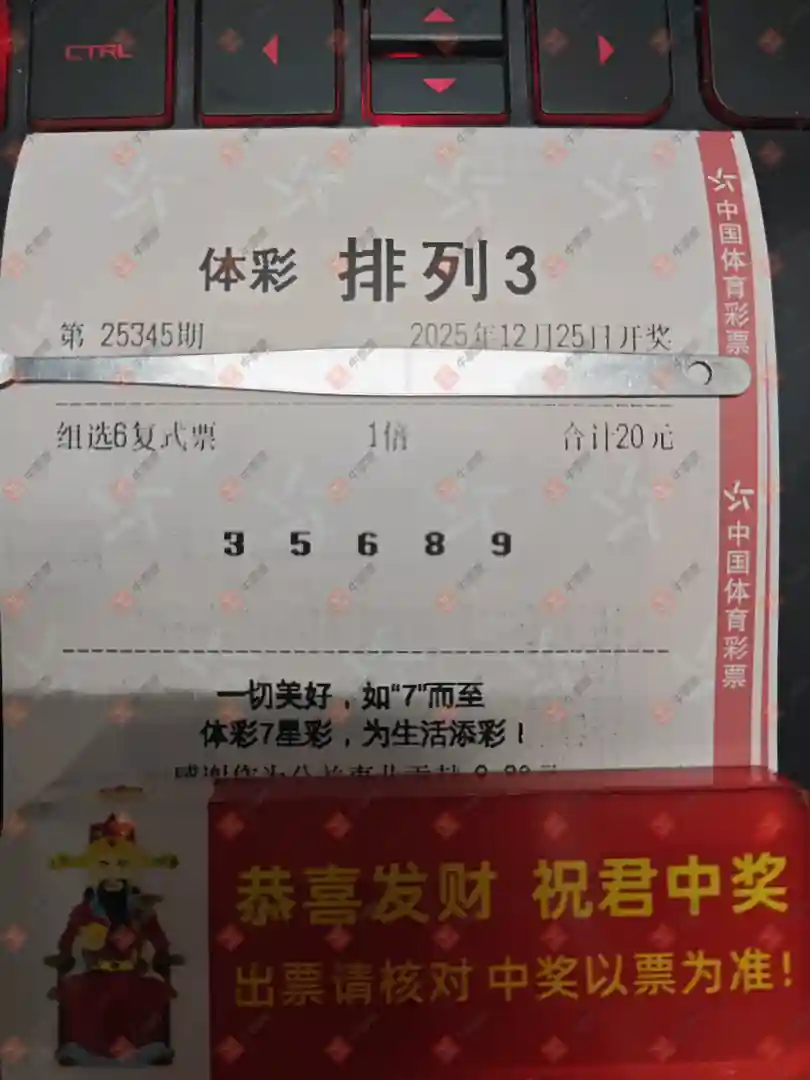 CTRL
体彩 排列3
第 25345期 2025年12月25日开奖
组选6复式票 1倍 合计20元
3 5 6 8 9
一切美好，如“7”而至
体彩7星彩，为生活添彩！
中国体育彩票
中国体育彩票
恭喜发财 祝君中奖
出票请核对 中奖以票为准！